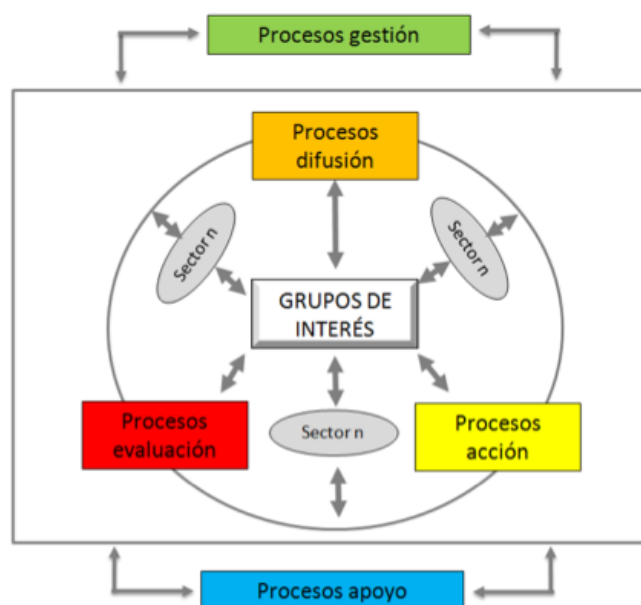 Procesos gestión
Procesos
difusión
Sector n
Sector n
GRUPOS DE
INTERÉS
Procesos
evaluación
Sector n
Procesos
acción
Procesos apoyo